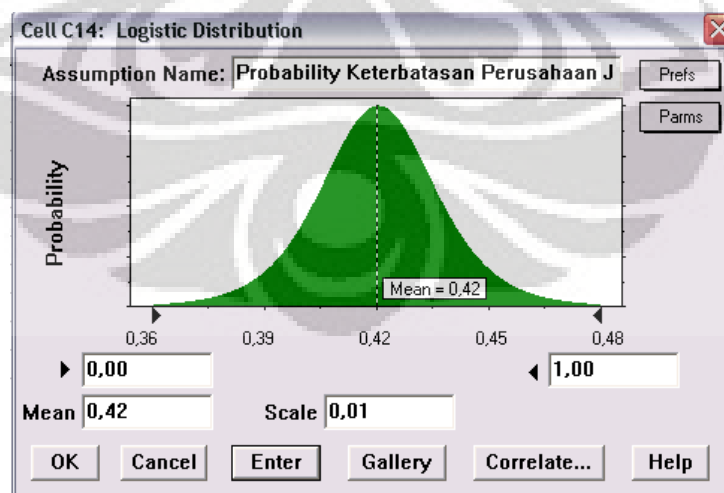 Cell C14: Logistic Distribution
Assumption Name: Probability Keterbatasan Perusahaan J
Prefs
Parms
Probability
Mean = 0,42
0,36 0,39 0,42 0,45 0,48
0,00 1,00
Mean 0,42 Scale 0,01
OK Cancel Enter Gallery Correlate... Help